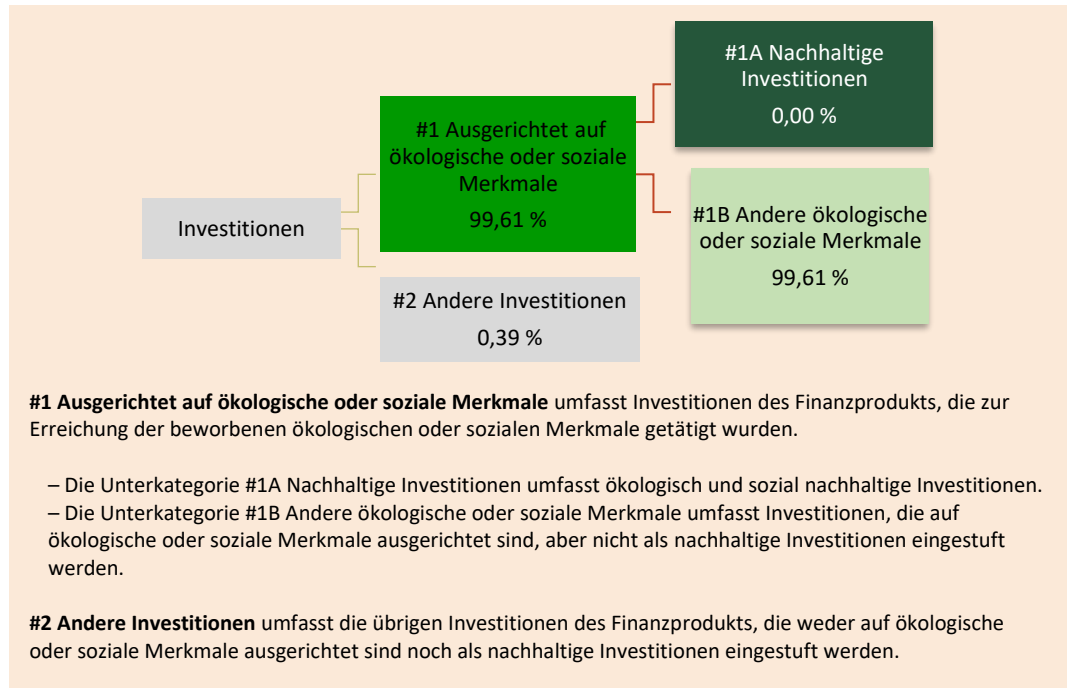 Investitionen
#1 Ausgerichtet auf
ökologische oder soziale
Merkmale
99,61 %
#2 Andere Investitionen
0,39 %
#1A Nachhaltige
Investitionen
0,00 %
#1B Andere ökologische
oder soziale Merkmale
99,61 %
#1 Ausgerichtet auf ökologische oder soziale Merkmale umfasst Investitionen des Finanzprodukts, die zur
Erreichung der beworbenen ökologischen oder sozialen Merkmale getätigt wurden.
– Die Unterkategorie #1A Nachhaltige Investitionen umfasst ökologisch und sozial nachhaltige Investitionen.
– Die Unterkategorie #1B Andere ökologische oder soziale Merkmale umfasst Investitionen, die auf
ökologische oder soziale Merkmale ausgerichtet sind, aber nicht als nachhaltige Investitionen eingestuft
werden.
#2 Andere Investitionen umfasst die übrigen Investitionen des Finanzprodukts, die weder auf ökologische
oder soziale Merkmale ausgerichtet sind noch als nachhaltige Investitionen eingestuft werden.